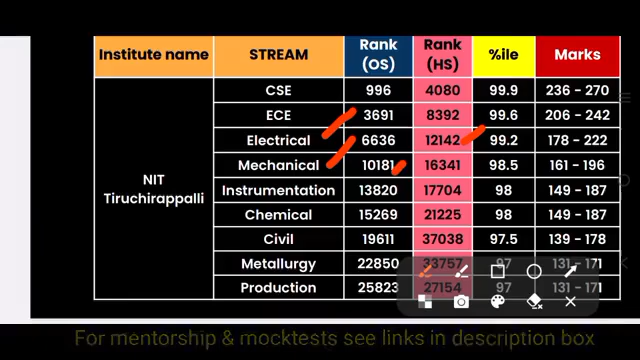 Institute name STREAM Rank (OS) Rank (HS) %ile Marks
NIT Tiruchirappalli
CSE 996 4080 99.9 236 - 270
ECE 3691 8392 99.6 206 - 242
Electrical 6636 12142 99.2 178 - 222
Mechanical 10181 16341 98.5 161 - 196
Instrumentation 13820 17704 98 149 - 187
Chemical 15269 21225 98 149 - 187
Civil 19611 37038 97.5 139 - 178
Metallurgy 22850 33757 97 131 - 171
Production 25823 27154 97 131 - 171
For mentorship & mocktests see links in description box